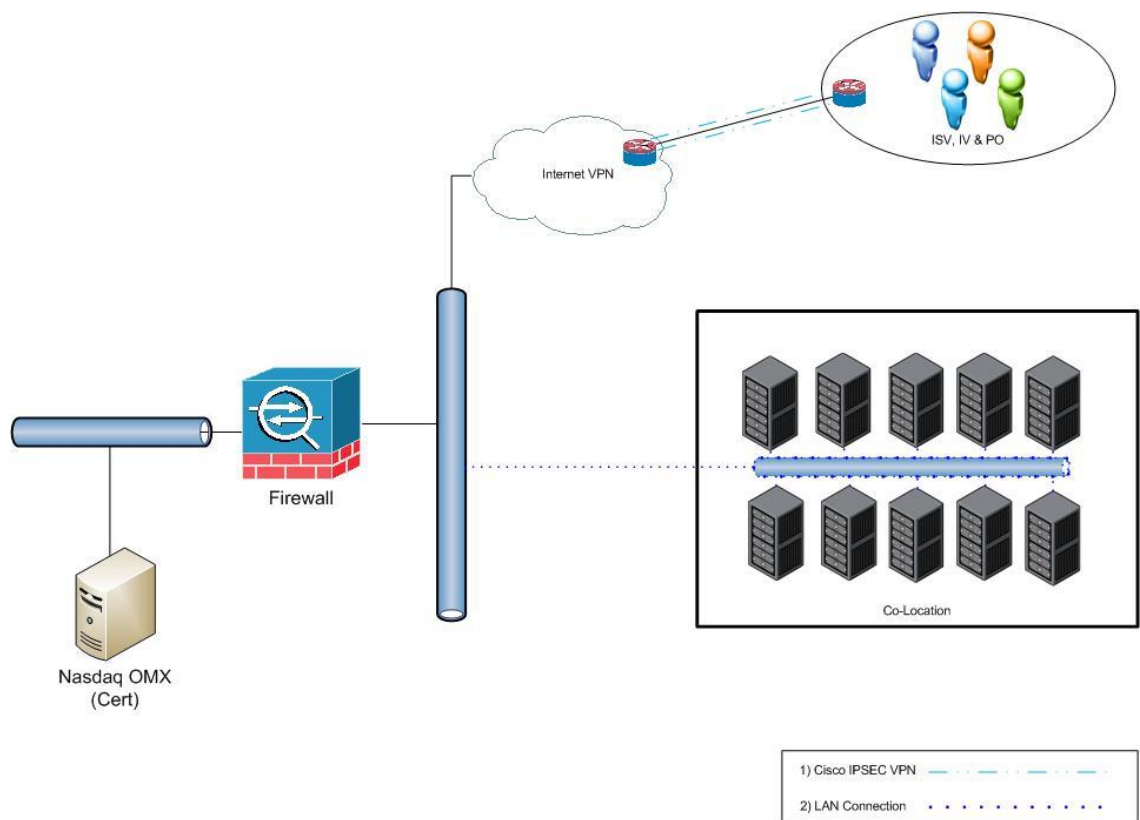 ISV, IV & PO
Internet VPN
Firewall
Co-Location
Nasdaq OMX
(Cert)
1) Cisco IPSEC VPN
2) LAN Connection